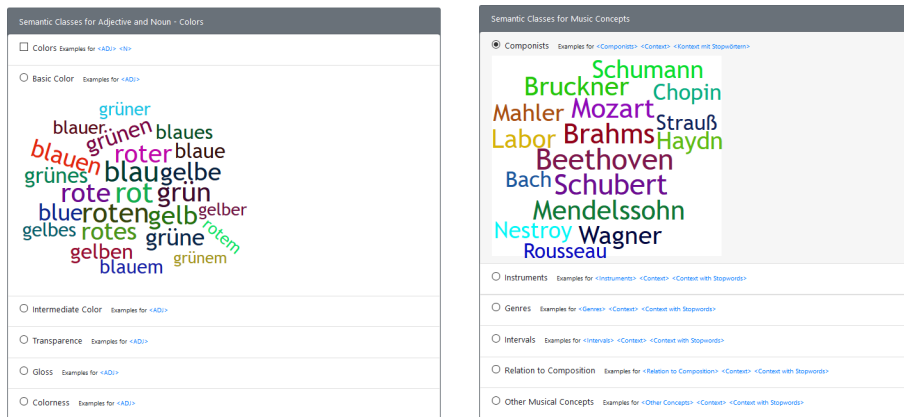 Semantic Classes for Adjective and Noun - Colors
Colors Examples for <ADJ> <N>
Basic Color Examples for <ADJ>
grüner
blauer grünen blaues
blauen roter blaue
grünes blau gelbe
rote rot grün
blue roten gelb gelber
gelbes rotes grüne rotem
gelben grünem
blauem
Intermediate Color Examples for <ADJ>
Transparence Examples for <ADJ>
Gloss Examples for <ADJ>
Colorness Examples for <ADJ>
Semantic Classes for Music Concepts
Componists Examples for <Componists> <Context> <Kontext mit Stopwörtern>
Schumann
Bruckner Chopin
Mahler Mozart Strauß
Labor Brahms Haydn
Beethoven
Bach Schubert
Mendelssohn
Nestroy Wagner
Rousseau
Instruments Examples for <Instruments> <Context> <Context with Stopwords>
Genres Examples for <Genres> <Context> <Context with Stopwords>
Intervals Examples for <Intervals> <Context> <Context with Stopwords>
Relation to Composition Examples for <Relation to Composition> <Context> <Context with Stopwords>
Other Musical Concepts Examples for <Other Concepts> <Context> <Context with Stopwords>